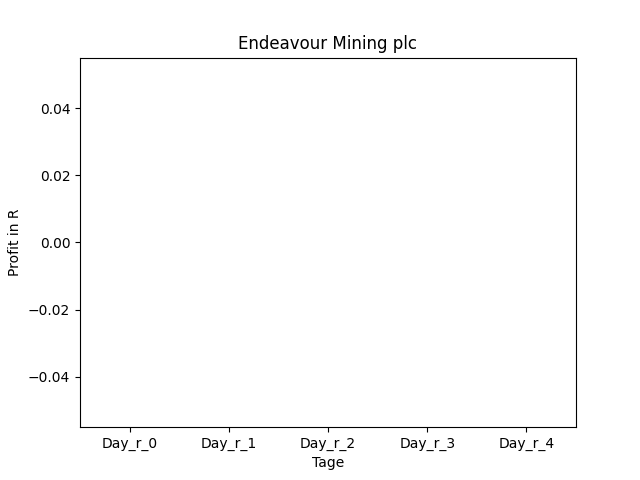 Endeavour Mining plc
Profit in R
0.04
0.02
0.00
−0.02
−0.04
Day_r_0 Day_r_1 Day_r_2 Day_r_3 Day_r_4
Tage